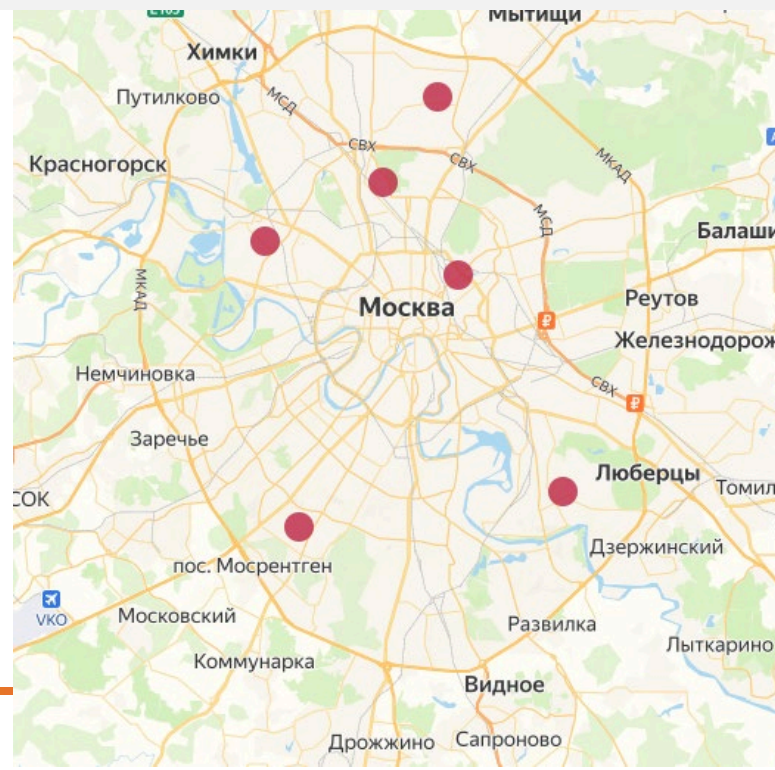 Мытищи
Химки
Путилково
МСД
СВХ
СВХ
МКАД
Красногорск
МСД
Балаши
МКАД
Реутов
Москва
₽
Железнодорож
Немчиновка
СВХ
₽
Заречье
Люберцы
Томил
СОК
Дзержинский
пос. Мосрентген
VKO
Московский
Развилка
Лыткарино
Коммунарка
Видное
Дрожжино
Сапроново